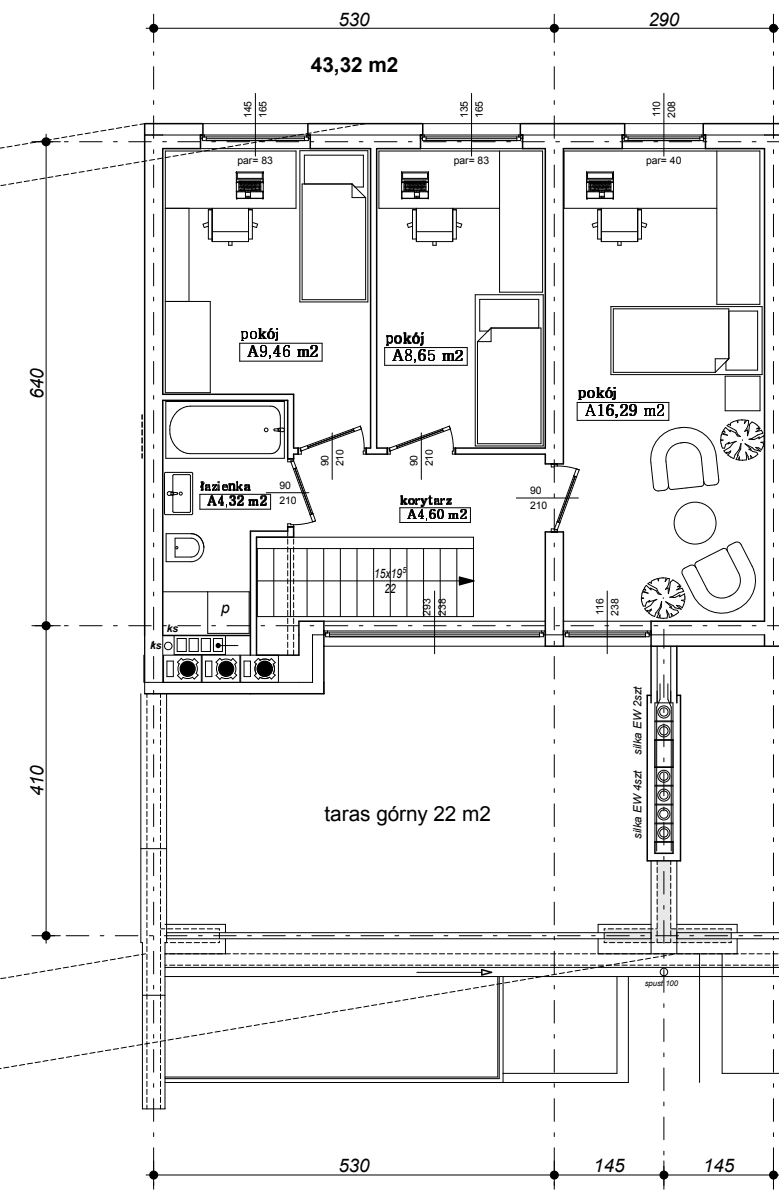 530
290
43,32 m2
145
165
135
165
110
208
par= 83
par= 83
par= 40
640
pokój
A9,46 m2
pokój
A8,65 m2
pokój
A16,29 m2
90
210
90
210
łazienka
A4,32 m2
90
210
korytarz
A4,60 m2
90
210
15x19⁵
22
p
293
238
116
238
ks
ks
silka EW 2szt
silka EW 4szt
410
taras górny 22 m2
spust 100
530
145
145